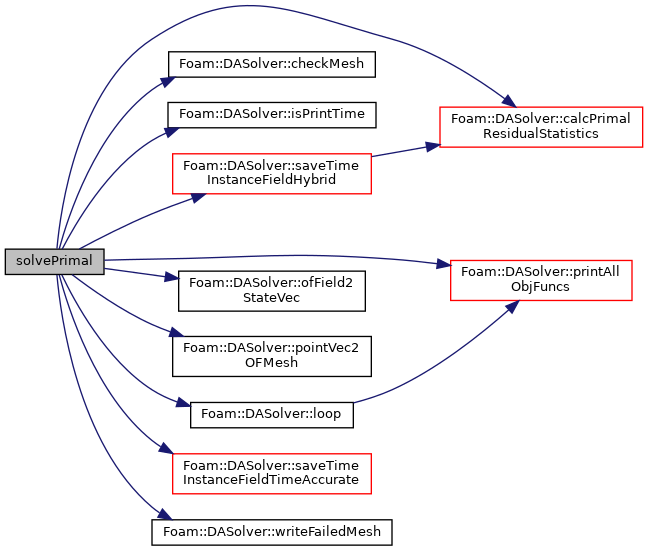 solvePrimal
Foam::DASolver::checkMesh
Foam::DASolver::isPrintTime
Foam::DASolver::saveTime
InstanceFieldHybrid
Foam::DASolver::calcPrimal
ResidualStatistics
Foam::DASolver::ofField2
StateVec
Foam::DASolver::printAll
ObjFuncs
Foam::DASolver::pointVec2
OFMesh
Foam::DASolver::loop
Foam::DASolver::saveTime
InstanceFieldTimeAccurate
Foam::DASolver::writeFailedMesh